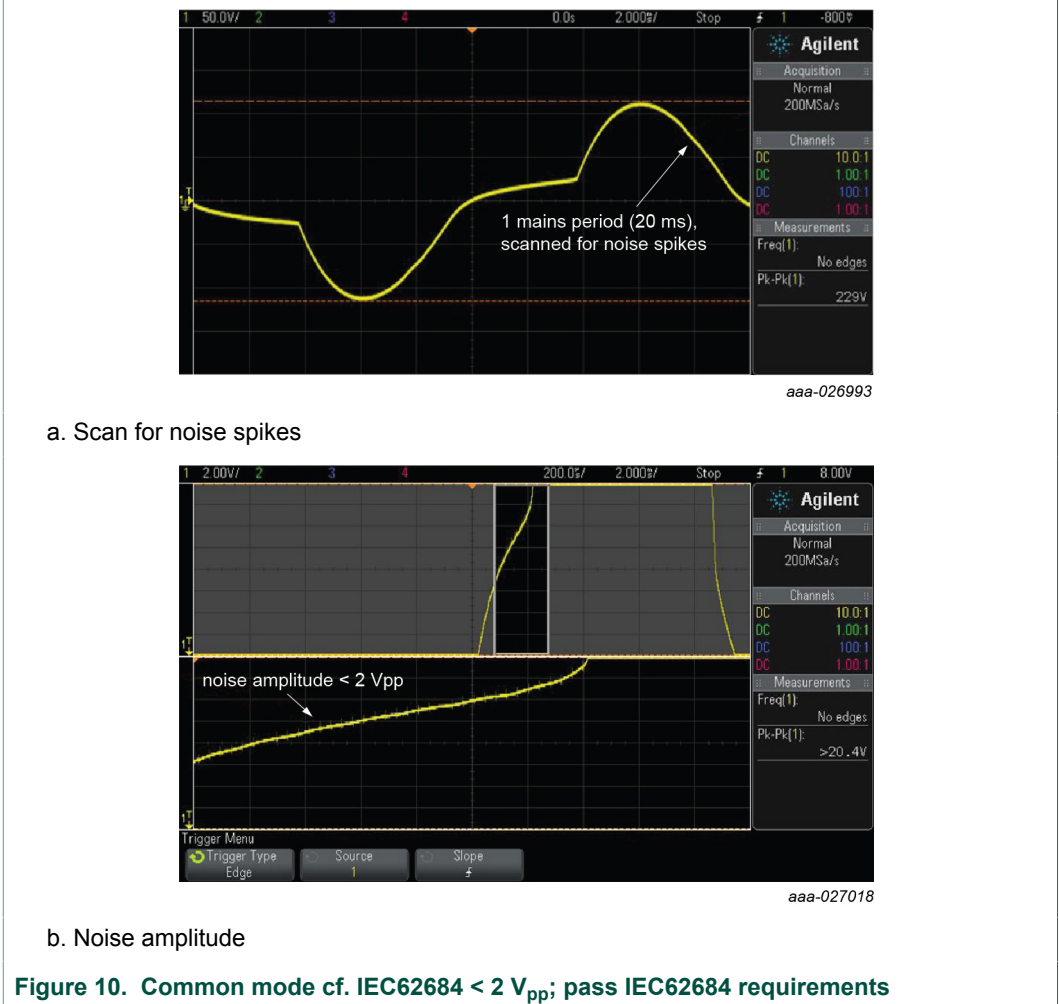 1 50.0V/ 2 3 4 0.0s 2.000s/ Stop 1 -800
Agilent
Acquisition
Normal
200MSa/s
Channels
DC 10.0:1
DC 1.00:1
DC 100:1
DC 1.00:1
Measurements
Freq(1):
No edges
Pk-Pk(1):
229V
1 mains period (20 ms),
scanned for noise spikes
aaa-026993
a. Scan for noise spikes
1 2.00V/ 2 3 4 200.0s/ 2.000s/ Stop 1 8.00V
Agilent
Acquisition
Normal
200MSa/s
Channels
DC 10.0:1
DC 1.00:1
DC 100:1
DC 1.00:1
Measurements
Freq(1):
No edges
Pk-Pk(1):
>20.4V
noise amplitude < 2 Vpp
Trigger Menu
Trigger Type Source Slope
Edge 1
aaa-027018
b. Noise amplitude
Figure 10. Common mode cf. IEC62684 < 2 Vpp; pass IEC62684 requirements